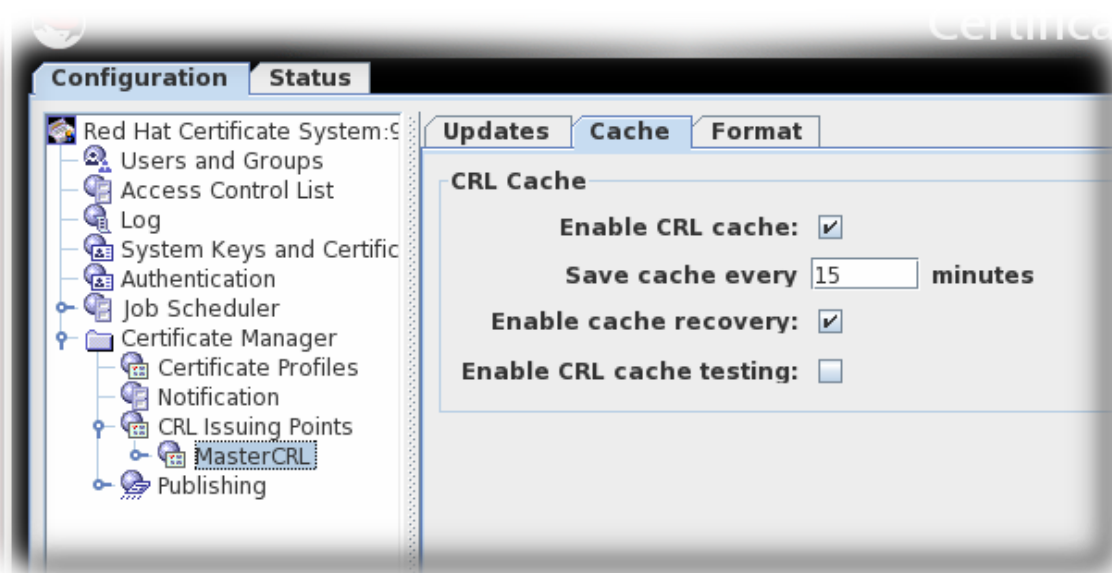 Configuration Status
Red Hat Certificate System:9
Users and Groups
Access Control List
Log
System Keys and Certific
Authentication
Job Scheduler
Certificate Manager
Certificate Profiles
Notification
CRL Issuing Points
MasterCRL
Publishing
Updates Cache Format
CRL Cache
Enable CRL cache:
Save cache every 15 minutes
Enable cache recovery:
Enable CRL cache testing: